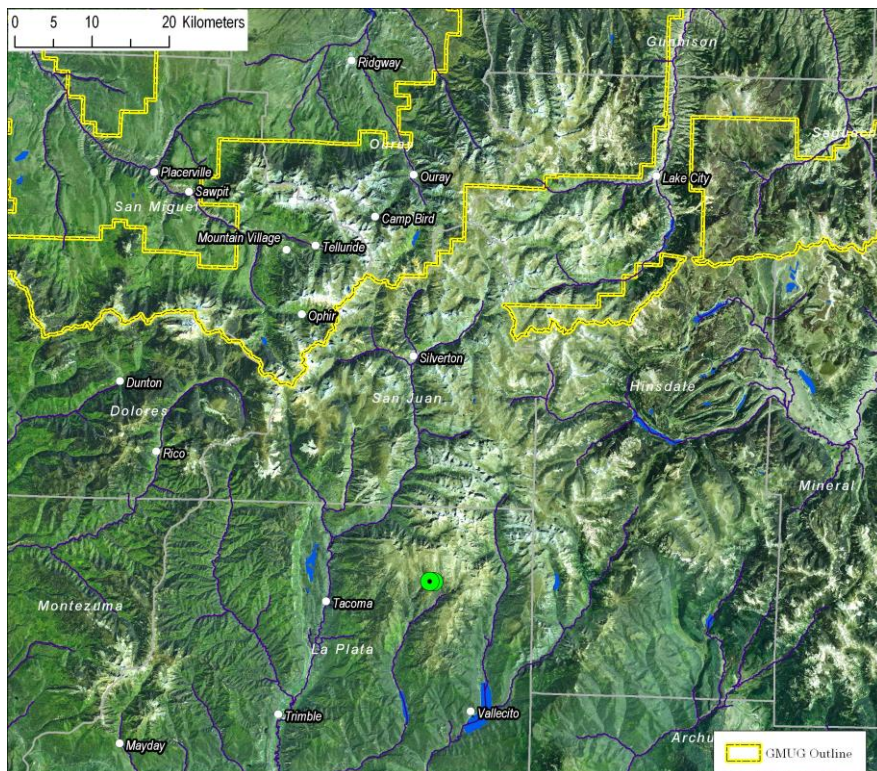 0 5 10 20 Kilometers
Gunnison
Ridgway
Saguache
Ouray
Placerville
Ouray
Lake City
Sawpit
San Miguel
Camp Bird
Mountain Village
Telluride
Ophir
Silverton
Dunton
Hinsdale
San Juan
Dolores
Rico
Mineral
Tacoma
Montezuma
La Plata
Trimble
Vallecito
Archu
Mayday
GMUG Outline